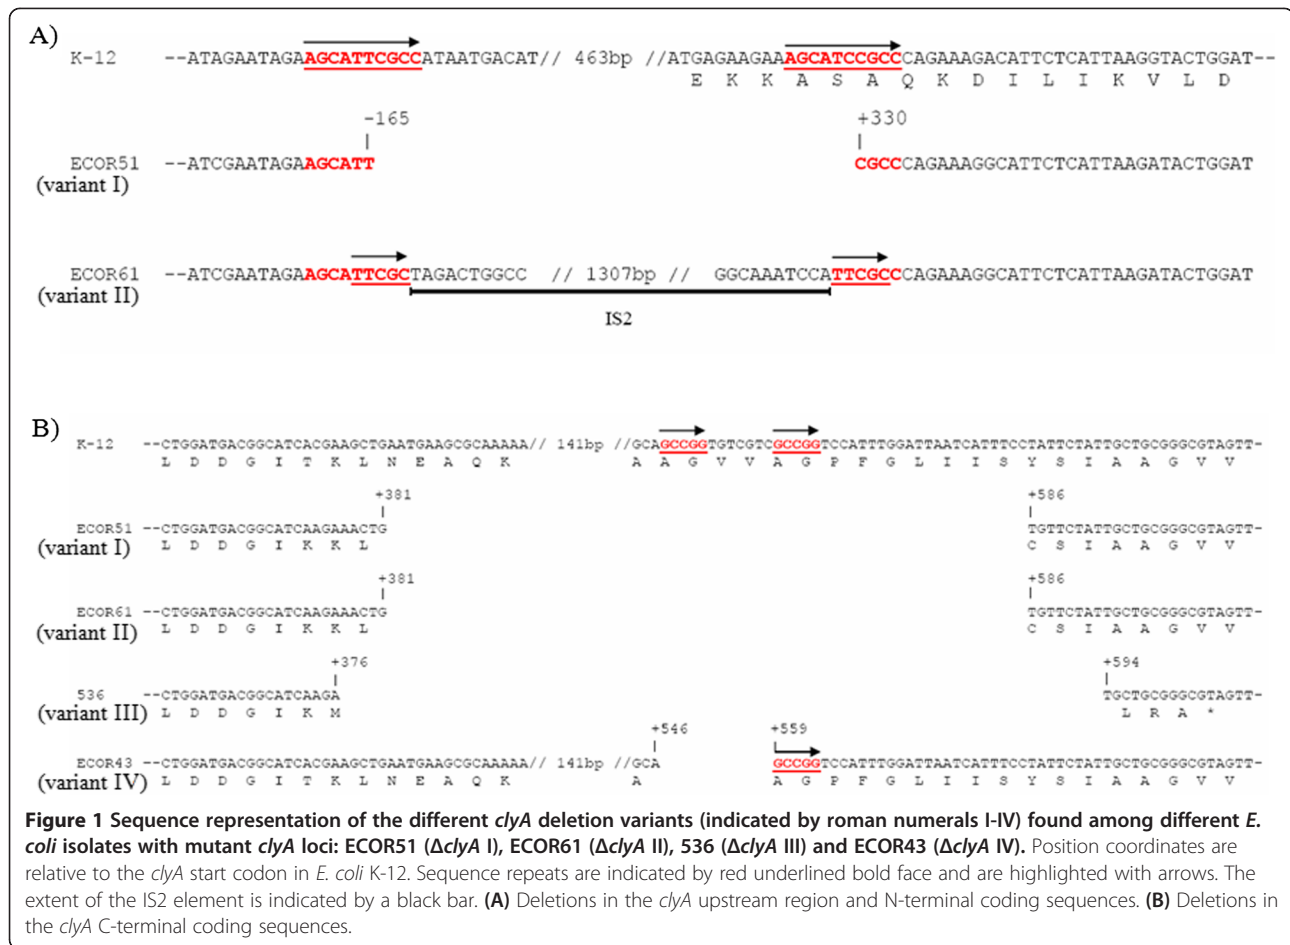 A)
K-12 --ATAGAATAGAAGCATTCGCCATAATGACAT// 463bp //ATGAGAAGAAAGCATCCGCCCAGAAAGACATTCTCATTAAGGTACTGGAT--
E K K A S A Q K D I L I K V L D
-165 +330
ECOR51 --ATCGAATAGAAGCATT CGCCCAGAAAGGCATTCTCATTAAGATACTGGAT
(variant I)
ECOR61 --ATCGAATAGAAGCATTCGCTAGACTGGCC // 1307bp // GGCAAATCCATTCGCCCAGAAAGGCATTCTCATTAAGATACTGGAT
(variant II)
IS2
B)
K-12 --CTGGATGACGGCATCACGAAGCTGAATGAAGCGCAAAAA// 141bp //GCAGCCGGTGTCGTCGCCGGTCCATTTGGATTAATCATTTCCTATTCTATTGCTGCGGGCGTAGTT-
L D D G I T K L N E A Q K A A G V V A G P F G L I I S Y S I A A G V V
+381 +586
ECOR51 --CTGGATGACGGCATCAAGAAACTG TGTTCTATTGCTGCGGGCGTAGTT-
(variant I) L D D G I K K L C S I A A G V V
+381 +586
ECOR61 --CTGGATGACGGCATCAAGAAACTG TGTTCTATTGCTGCGGGCGTAGTT-
(variant II) L D D G I K K L C S I A A G V V
+376 +594
536 --CTGGATGACGGCATCAAGA TGCTGCGGGCGTAGTT-
(variant III) L D D G I K M L R A *
+546 +559
ECOR43 --CTGGATGACGGCATCACGAAGCTGAATGAAGCGCAAAAA// 141bp //GCA GCCGGTCCATTTGGATTAATCATTTCCTATTCTATTGCTGCGGGCGTAGTT-
(variant IV) L D D G I T K L N E A Q K A A G P F G L I I S Y S I A A G V V
Figure 1 Sequence representation of the different clyA deletion variants (indicated by roman numerals I-IV) found among different E.
coli isolates with mutant clyA loci: ECOR51 (ΔclyA I), ECOR61 (ΔclyA II), 536 (ΔclyA III) and ECOR43 (ΔclyA IV). Position coordinates are
relative to the clyA start codon in E. coli K-12. Sequence repeats are indicated by red underlined bold face and are highlighted with arrows. The
extent of the IS2 element is indicated by a black bar. (A) Deletions in the clyA upstream region and N-terminal coding sequences. (B) Deletions in
the clyA C-terminal coding sequences.